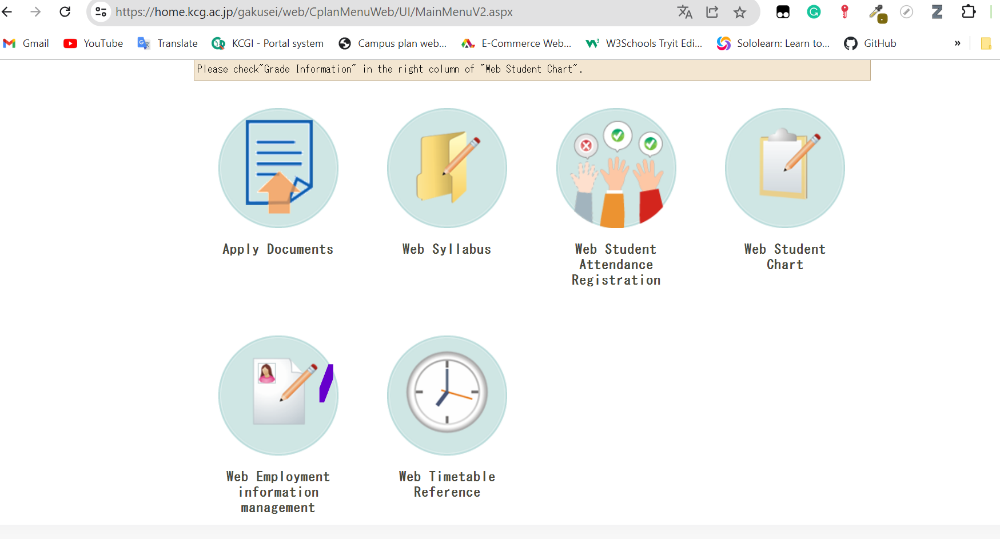 https://home.kcg.ac.jp/gakusei/web/CplanMenuWeb/UI/MainMenuV2.aspx
Gmail YouTube Translate KCGI - Portal system Campus plan web... E-Commerce Web... W3Schools Tryit Edi... Sololearn: Learn to... GitHub »
Please check"Grade Information" in the right column of "Web Student Chart".
Apply Documents
Web Syllabus
Web Student
Attendance
Registration
Web Student
Chart
Web Employment
information
management
Web Timetable
Reference